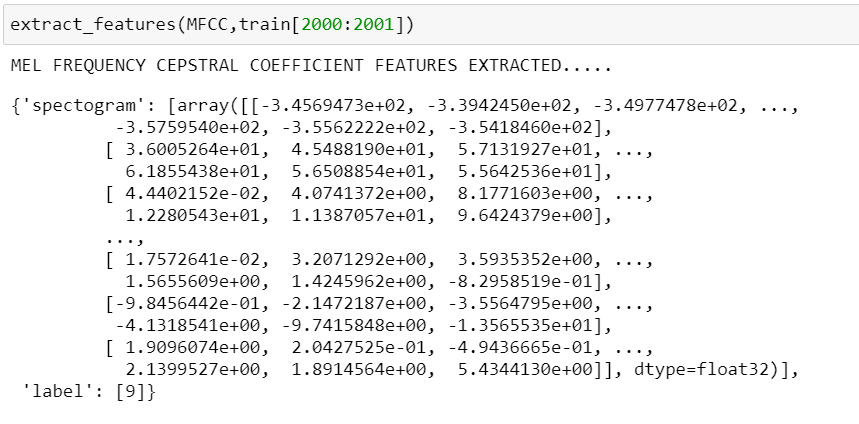 extract_features(MFCC,train[2000:2001])
MEL FREQUENCY CEPSTRAL COEFFICIENT FEATURES EXTRACTED.....
{'spectogram': [array([[-3.4569473e+02, -3.3942450e+02, -3.4977478e+02, ...,
-3.5759540e+02, -3.5562222e+02, -3.5418460e+02],
[ 3.6005264e+01, 4.5488190e+01, 5.7131927e+01, ...,
6.1855438e+01, 5.6508854e+01, 5.5642536e+01],
[ 4.4402152e-02, 4.0741372e+00, 8.1771603e+00, ...,
1.2280543e+01, 1.1387057e+01, 9.6424379e+00],
...,
[ 1.7572641e-02, 3.2071292e+00, 3.5935352e+00, ...,
1.5655609e+00, 1.4245962e+00, -8.2958519e-01],
[-9.8456442e-01, -2.1472187e+00, -3.5564795e+00, ...,
-4.1318541e+00, -9.7415848e+00, -1.3565535e+01],
[ 1.9096074e+00, 2.0427525e-01, -4.9436665e-01, ...,
2.1399527e+00, 1.8914564e+00, 5.4344130e+00]], dtype=float32)],
'label': [9]}